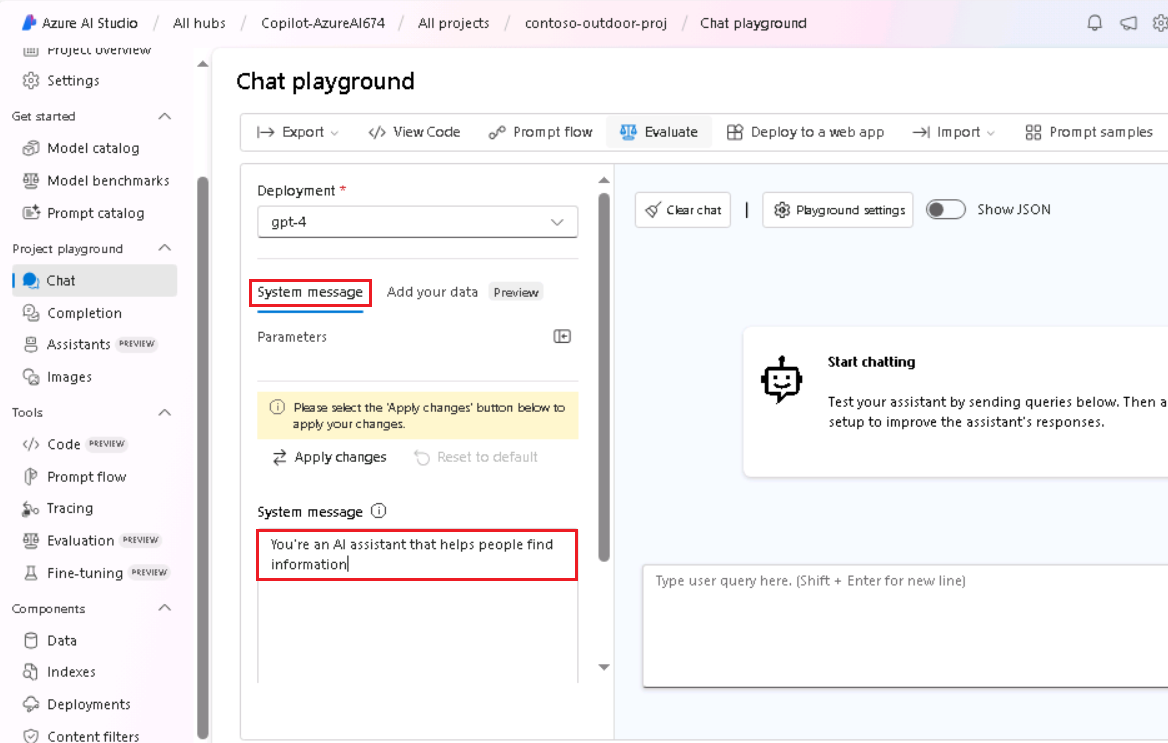 Azure AI Studio / All hubs / Copilot-AzureAI674 / All projects / contoso-outdoor-proj / Chat playground
Project overview
Settings
Get started
Model catalog
Model benchmarks
Prompt catalog
Project playground
Chat
Completion
Assistants PREVIEW
Images
Tools
Code PREVIEW
Prompt flow
Tracing
Evaluation PREVIEW
Fine-tuning PREVIEW
Components
Data
Indexes
Deployments
Content filters
Chat playground
Export
View Code
Prompt flow
Evaluate
Deploy to a web app
Import
Prompt samples
Deployment *
gpt-4
System message
Add your data Preview
Parameters
Please select the 'Apply changes' button below to
apply your changes.
Apply changes
Reset to default
System message
You're an AI assistant that helps people find
information
Clear chat
Playground settings
Show JSON
Start chatting
Test your assistant by sending queries below. Then a
setup to improve the assistant's responses.
Type user query here. (Shift + Enter for new line)